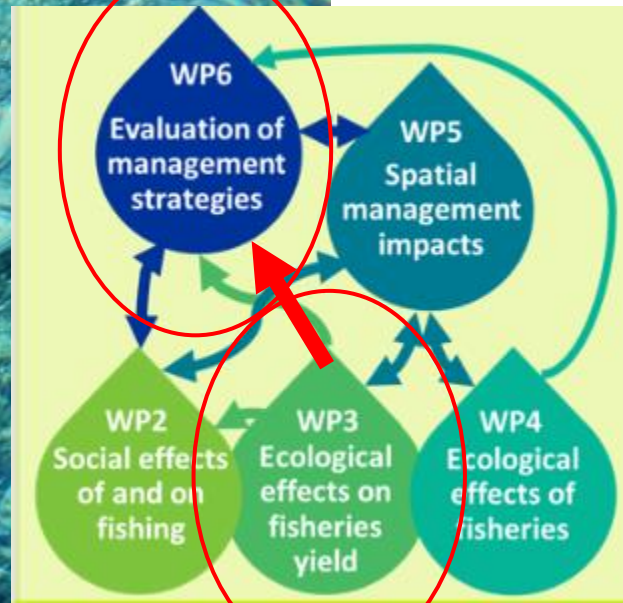 WP6
Evaluation of
management
strategies
WP5
Spatial
management
impacts
WP2
Social effects
of and on
fishing
WP3
Ecological
effects on
fisheries
yield
WP4
Ecological
effects of
fisheries